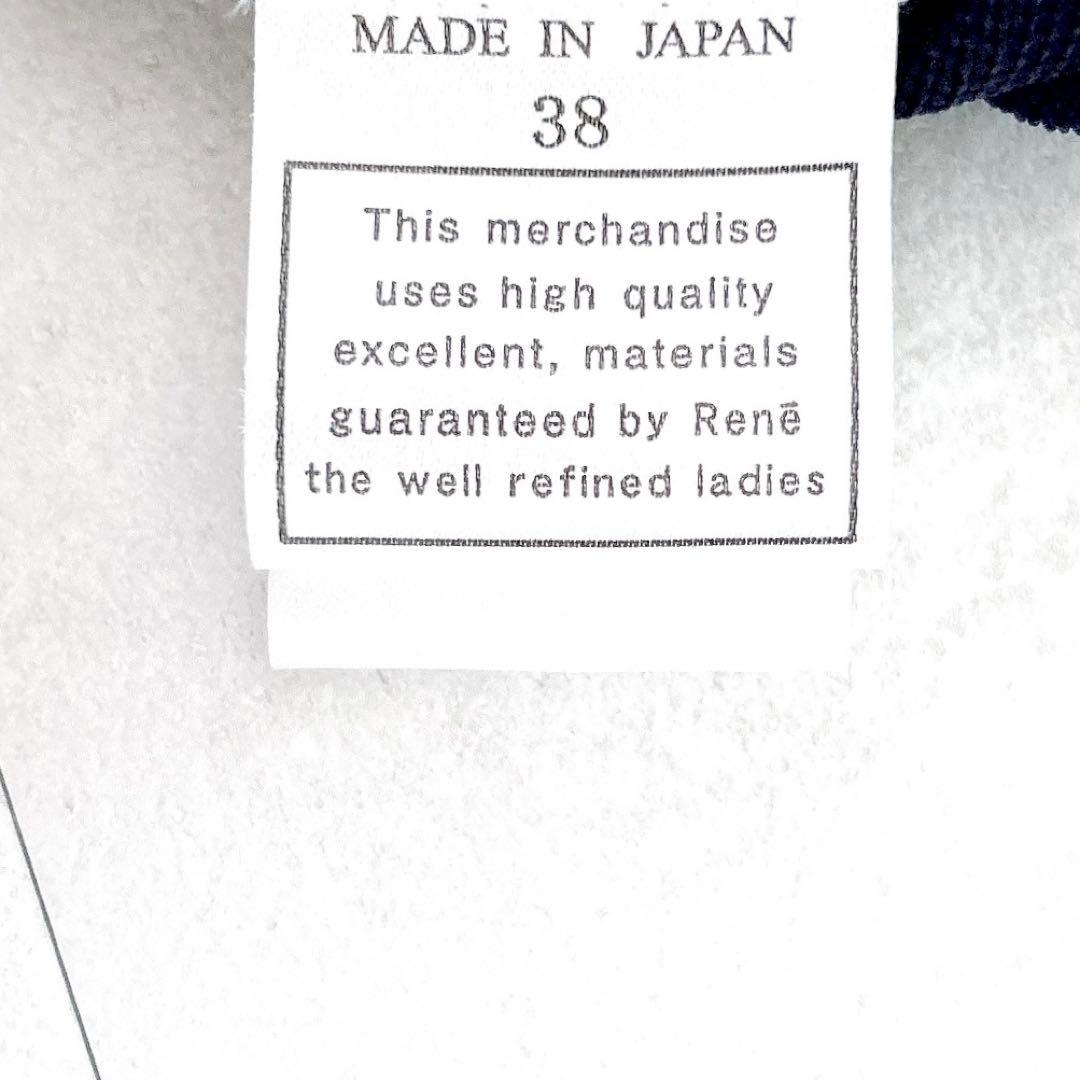 MADE IN JAPAN
38
This merchandise
uses high quality
excellent, materials
guaranteed by Renē
the well refined ladies